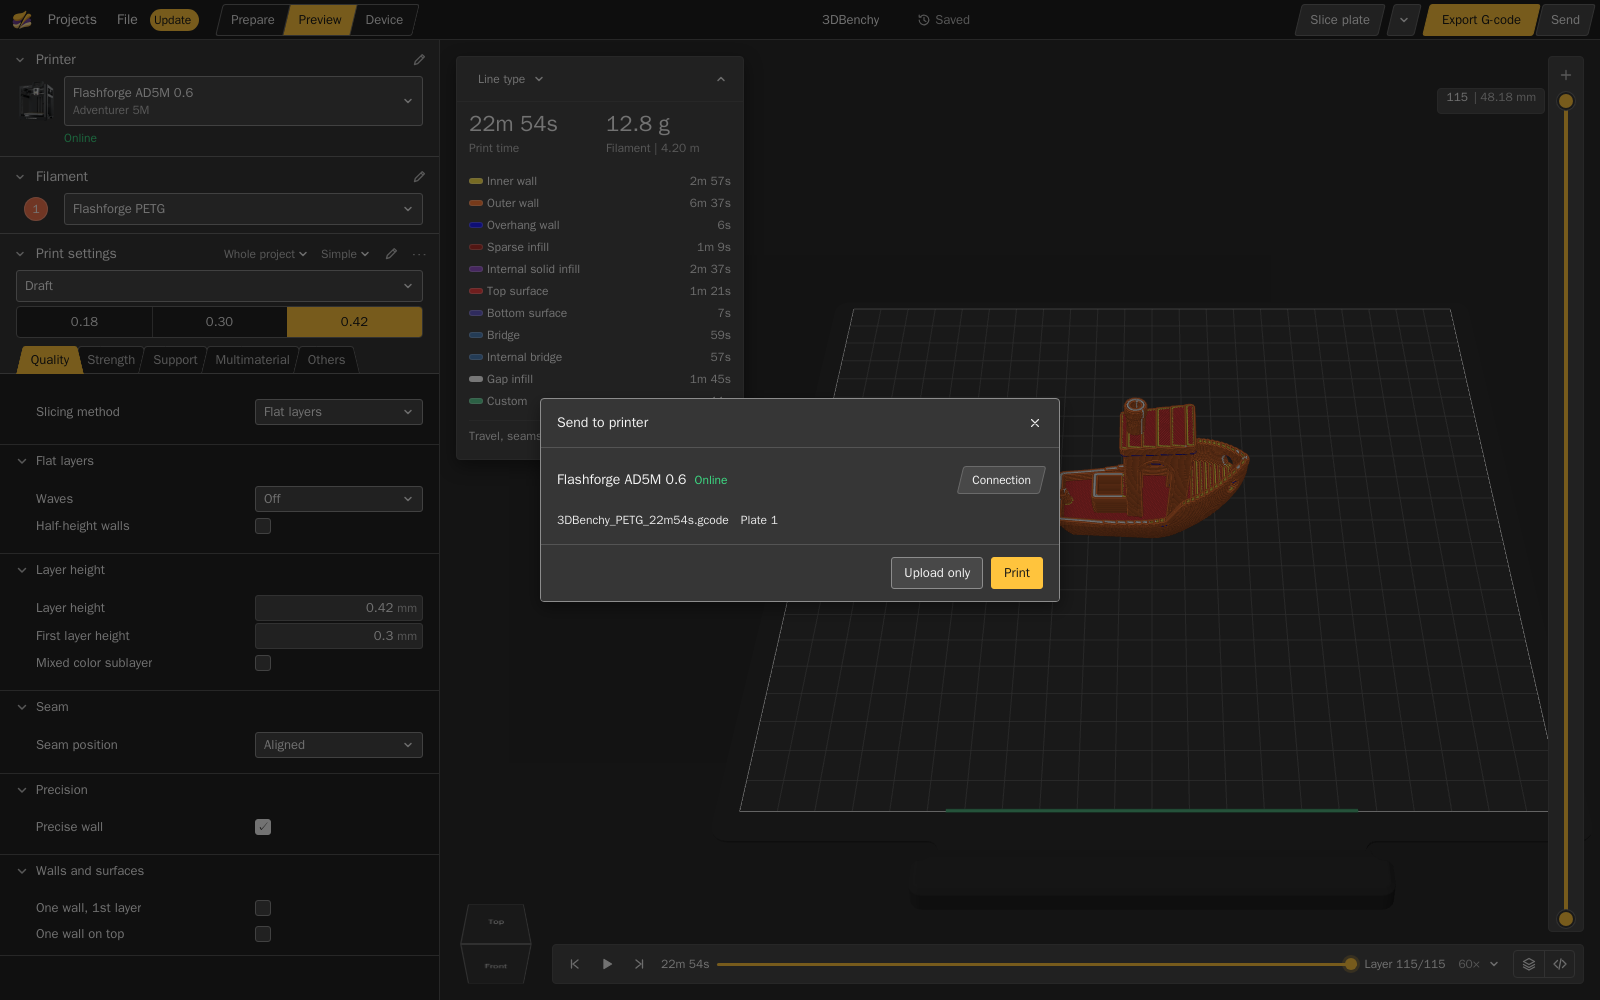 Projects File Update Prepare Preview Device 3DBenchy Saved Slice plate Export G-code Send
Printer
Flashforge AD5M 0.6
Adventurer 5M
Online
Filament
1 Flashforge PETG
Print settings Whole project Simple
Draft
0.18 0.30 0.42
Quality Strength Support Multimaterial Others
Slicing method Flat layers
Flat layers
Waves Off
Half-height walls
Layer height
Layer height 0.42 mm
First layer height 0.3 mm
Mixed color sublayer
Seam
Seam position Aligned
Precision
Precise wall
Walls and surfaces
One wall, 1st layer
One wall on top
Line type
22m 54s 12.8 g
Print time Filament | 4.20 m
Inner wall 2m 57s
Outer wall 6m 37s
Overhang wall 6s
Sparse infill 1m 9s
Internal solid infill 2m 37s
Top surface 1m 21s
Bottom surface 7s
Bridge 59s
Internal bridge 57s
Gap infill 1m 45s
Custom
Travel, seams
115 | 48.18 mm
Send to printer
Flashforge AD5M 0.6 Online Connection
3DBenchy_PETG_22m54s.gcode Plate 1
Upload only Print
Top
Front
22m 54s Layer 115/115 60×